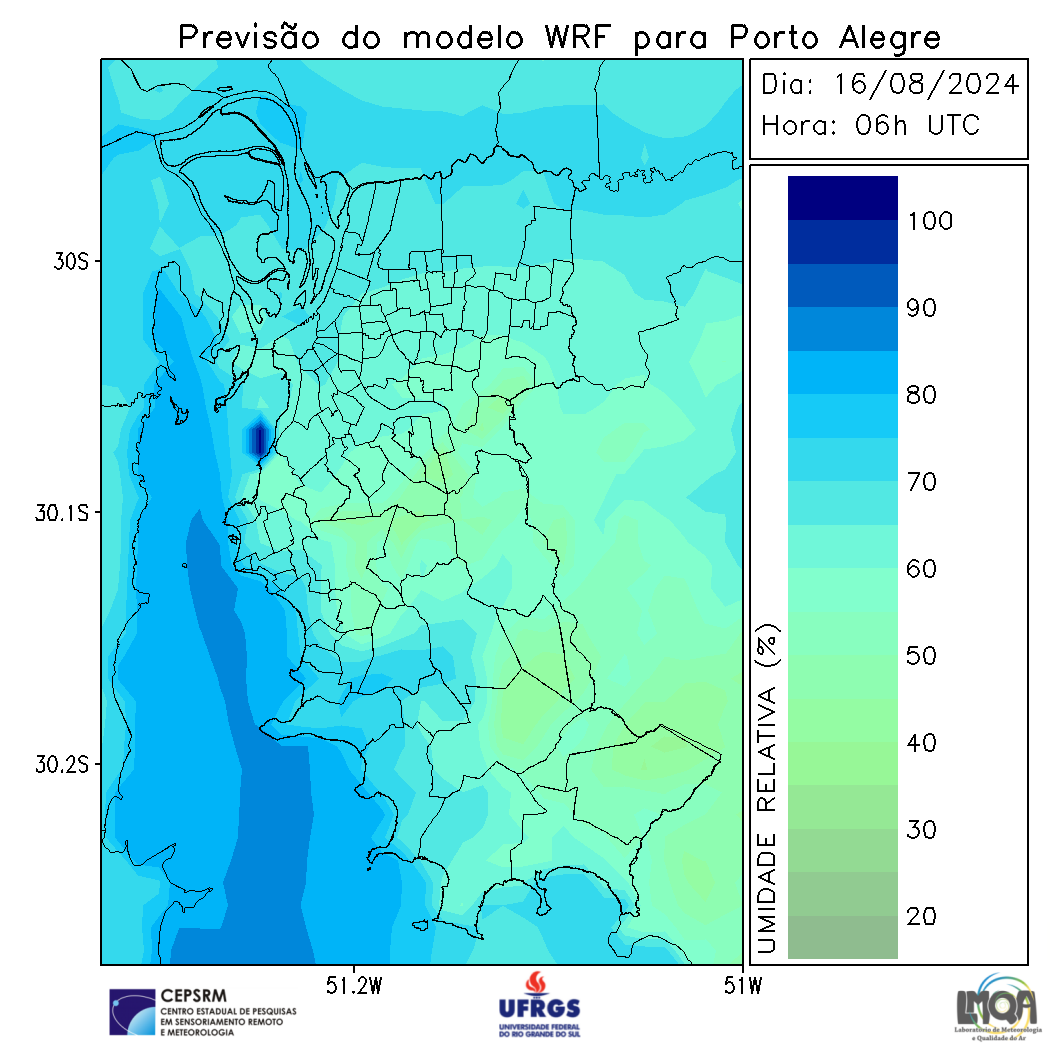 Previsão do modelo WRF para Porto Alegre
Dia: 16/08/2024
Hora: 06h UTC
30S
30.1S
30.2S
51.2W
51W
UMIDADE RELATIVA (%)
100
90
80
70
60
50
40
30
20
CEPSRM
CENTRO ESTADUAL DE PESQUISAS
EM SENSORIAMENTO REMOTO
E METEOROLOGIA
UFRGS
UNIVERSIDADE FEDERAL
DO RIO GRANDE DO SUL
LMQA
Laboratório de Meteorologia
e Qualidade do Ar